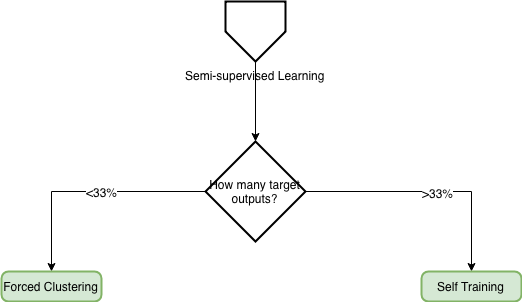 Semi-supervised Learning
How many target
outputs?
<33%
>33%
Forced Clustering
Self Training